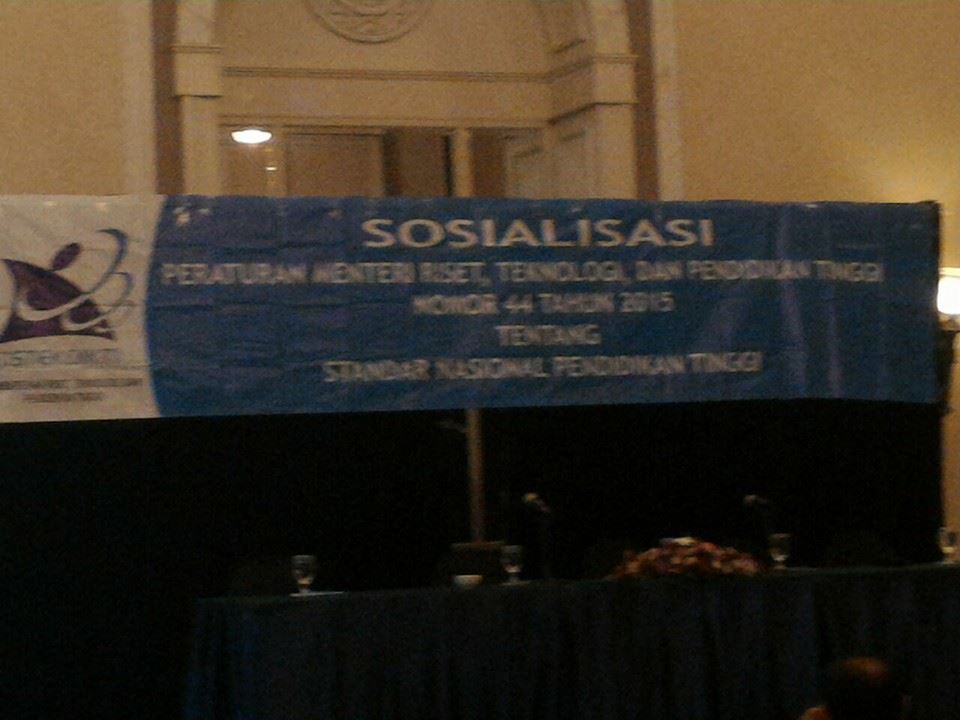 SOSIALISASI
PERATURAN MENTERI RISET, TEKNOLOGI, DAN PENDIDIKAN TINGGI
NOMOR 44 TAHUN 2015
TENTANG
STANDAR NASIONAL PENDIDIKAN TINGGI